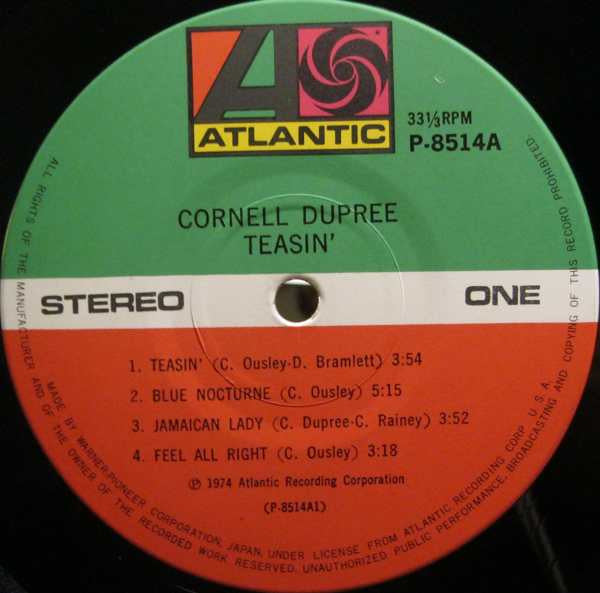 ATLANTIC
33⅓RPM
P-8514A
CORNELL DUPREE
TEASIN'
STEREO
ONE
1. TEASIN' (C. Ousley-D. Bramlett) 3:54
2. BLUE NOCTURNE (C. Ousley) 5:15
3. JAMAICAN LADY (C. Dupree-C. Rainey) 3:52
4. FEEL ALL RIGHT (C. Ousley) 3:18
℗ 1974 Atlantic Recording Corporation
(P-8514A1)
MADE BY WARNER-PIONEER CORPORATION, JAPAN, UNDER LICENSE FROM ATLANTIC RECORDING CORP. U.S.A.
ALL RIGHTS OF THE MANUFACTURER AND OF THE OWNER OF THE RECORDED WORK RESERVED. UNAUTHORIZED PUBLIC PERFORMANCE, BROADCASTING AND COPYING OF THIS RECORD PROHIBITED.